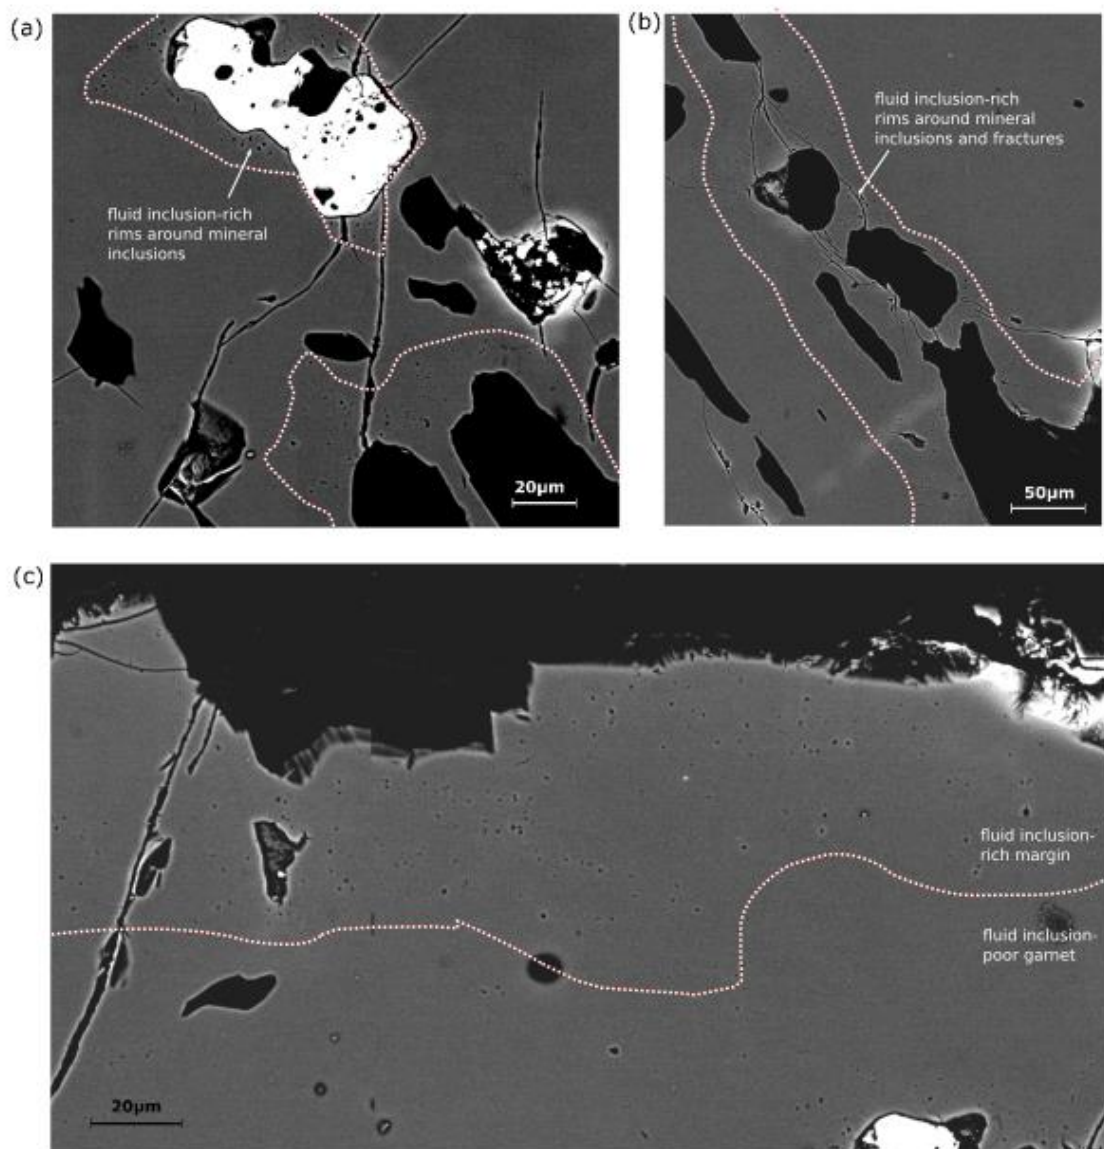 (a)
fluid inclusion-rich
rims around mineral
inclusions
20µm
(b)
fluid inclusion-rich
rims around mineral
inclusions and fractures
50µm
(c)
fluid inclusion-
rich margin
fluid inclusion-
poor garnet
20µm